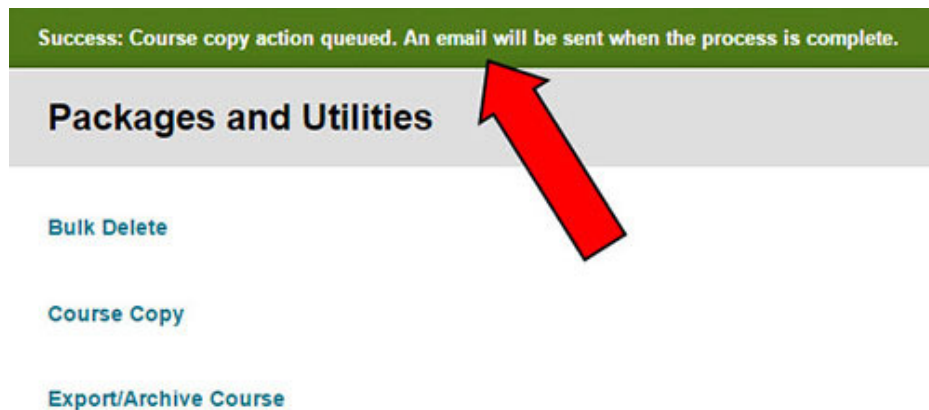 Success: Course copy action queued. An email will be sent when the process is complete.
Packages and Utilities
Bulk Delete
Course Copy
Export/Archive Course